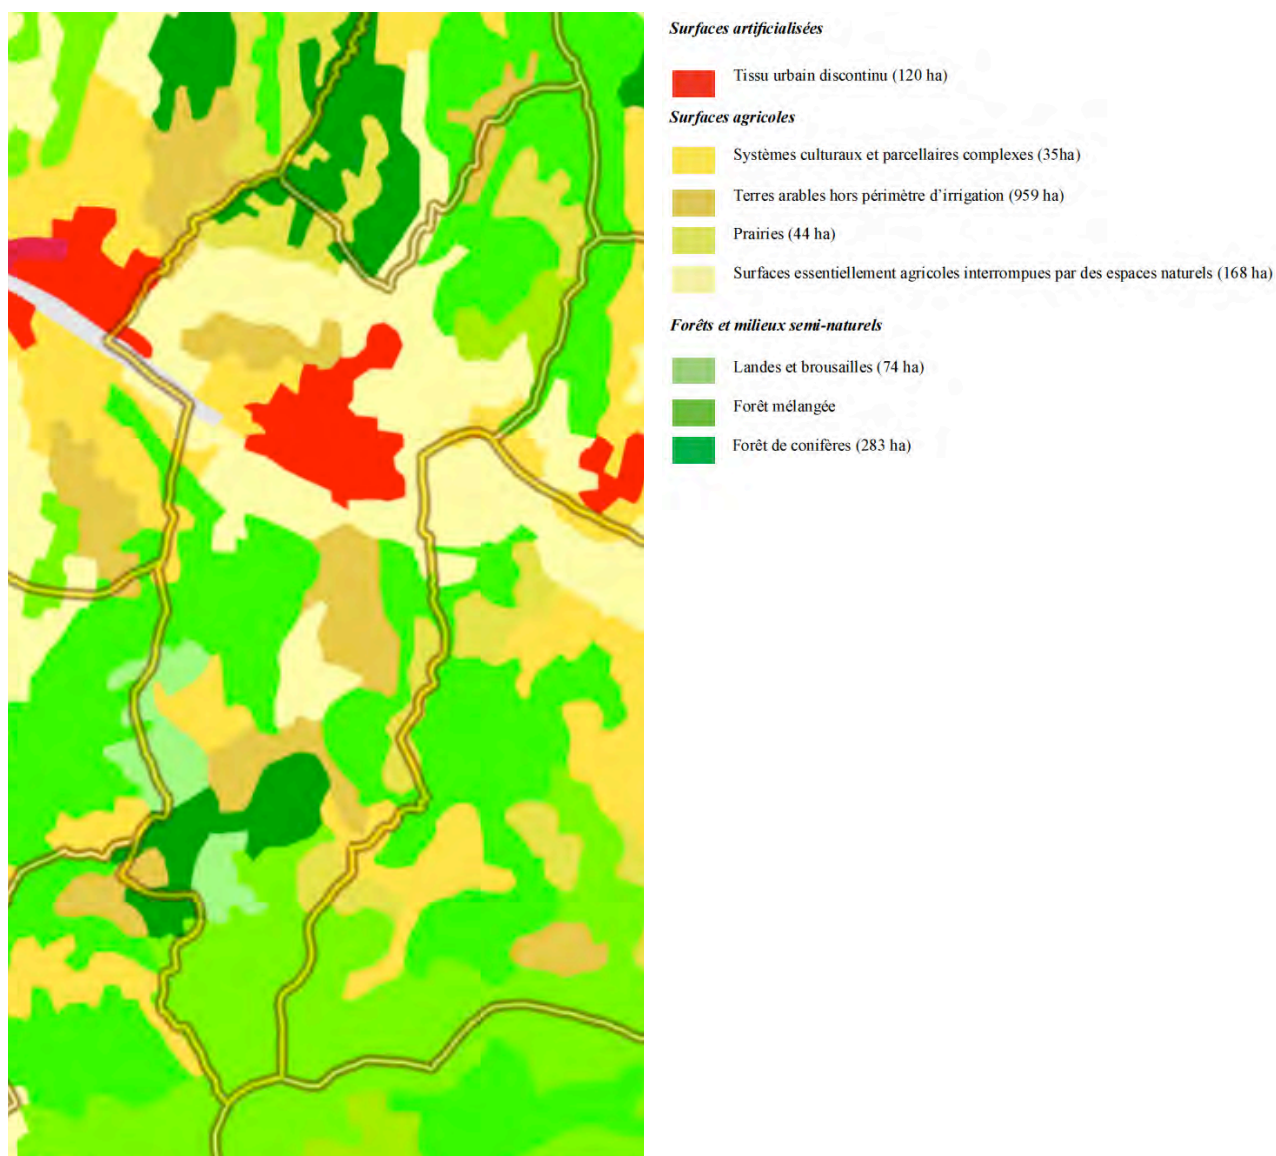 Surfaces artificialisées
Tissu urbain discontinu (120 ha)
Surfaces agricoles
Systèmes culturaux et parcellaires complexes (35ha)
Terres arables hors périmètre d'irrigation (959 ha)
Prairies (44 ha)
Surfaces essentiellement agricoles interrompues par des espaces naturels (168 ha)
Forêts et milieux semi-naturels
Landes et brousailles (74 ha)
Forêt mélangée
Forêt de conifères (283 ha)